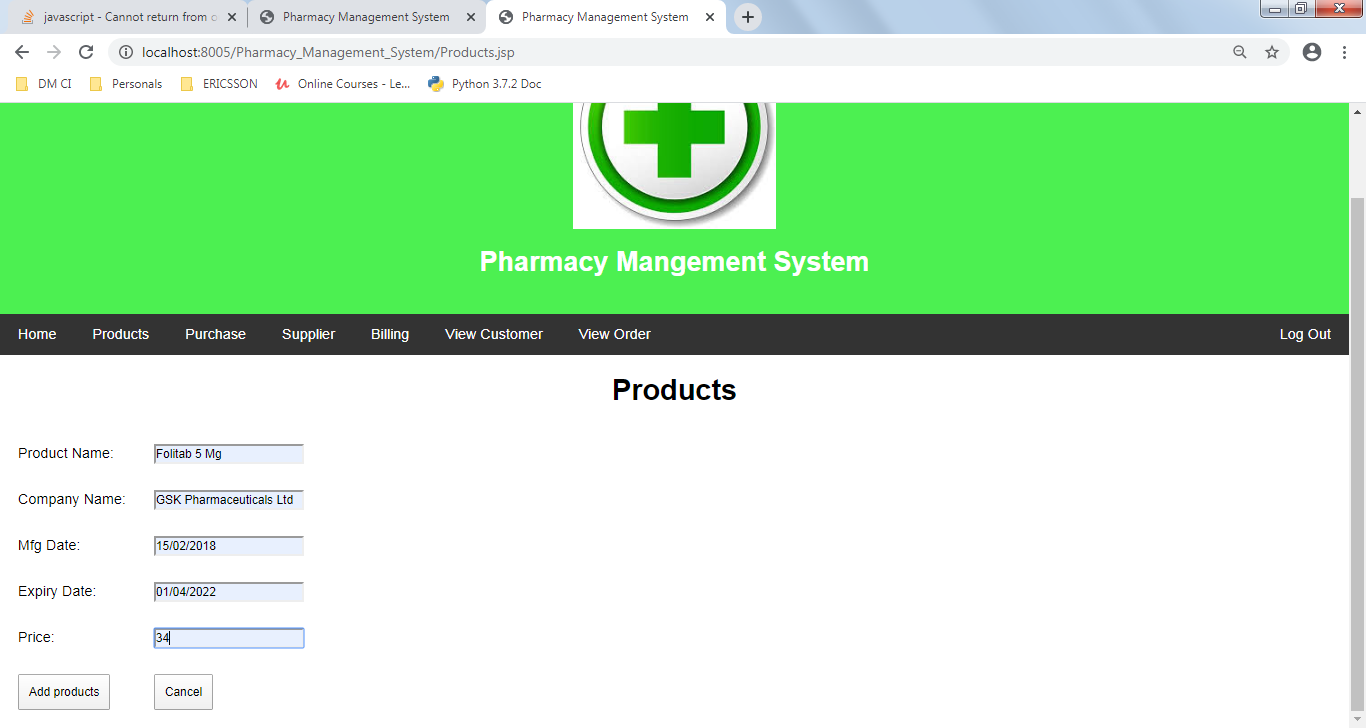 javascript - Cannot return from o
Pharmacy Management System
Pharmacy Management System
localhost:8005/Pharmacy_Management_System/Products.jsp
DM CI Personals ERICSSON Online Courses - Le... Python 3.7.2 Doc
Pharmacy Mangement System
Home Products Purchase Supplier Billing View Customer View Order Log Out
Products
Product Name: Folitab 5 Mg
Company Name: GSK Pharmaceuticals Ltd
Mfg Date: 15/02/2018
Expiry Date: 01/04/2022
Price: 34
Add products Cancel